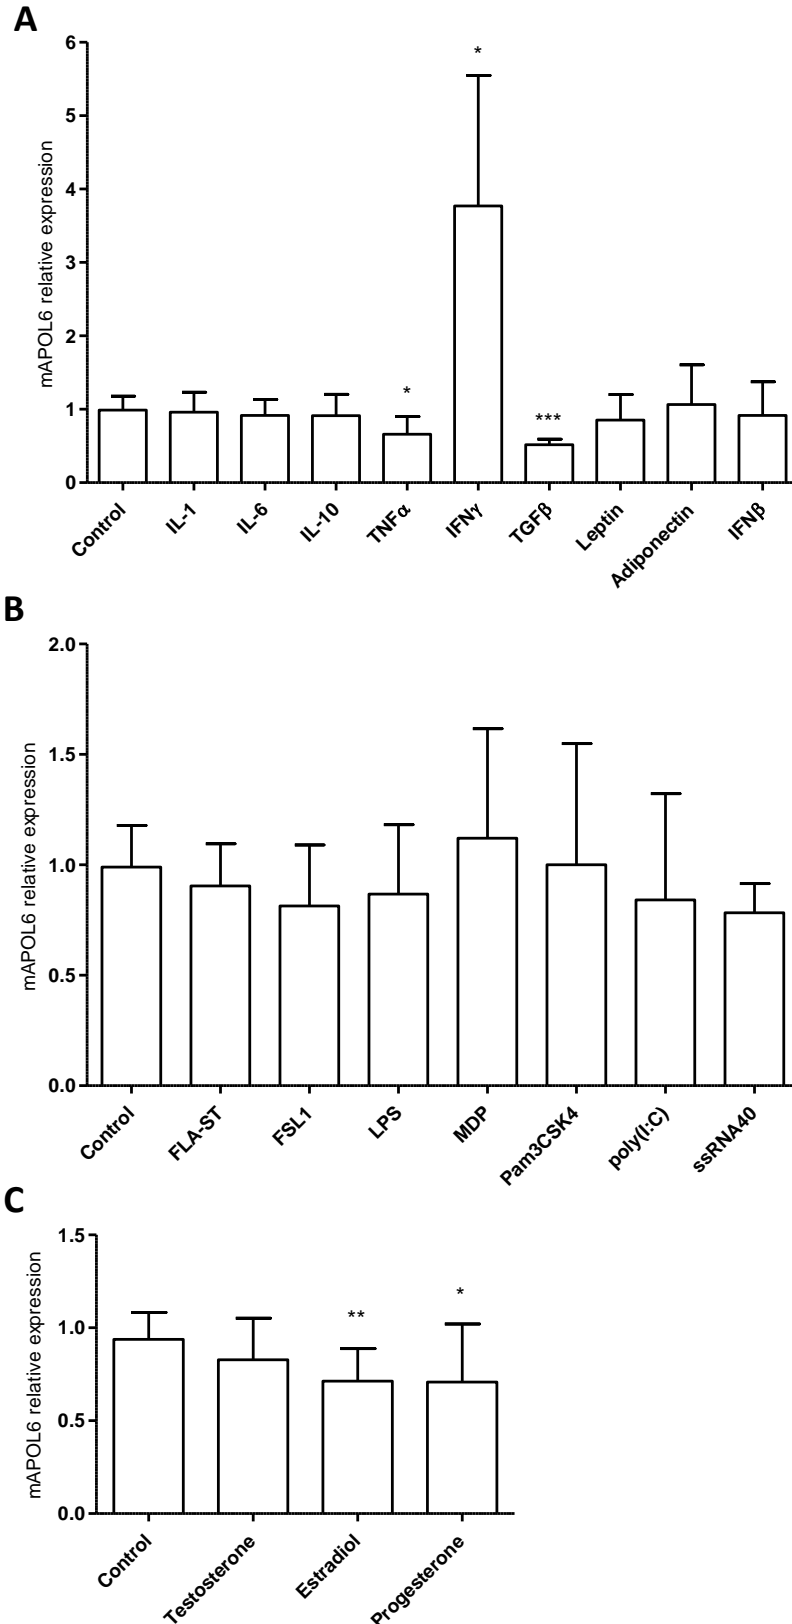 A
6
5
4
3
2
1
0
mAPOL6 relative expression
*
*
***
Control
IL-1
IL-6
IL-10
TNFα
IFNγ
TGFβ
Leptin
Adiponectin
IFNβ
B
2.0
1.5
1.0
0.5
0.0
mAPOL6 relative expression
Control
FLA-ST
FSL1
LPS
MDP
Pam3CSK4
poly(I:C)
ssRNA40
C
1.5
1.0
0.5
0.0
mAPOL6 relative expression
**
*
Control
Testosterone
Estradiol
Progesterone